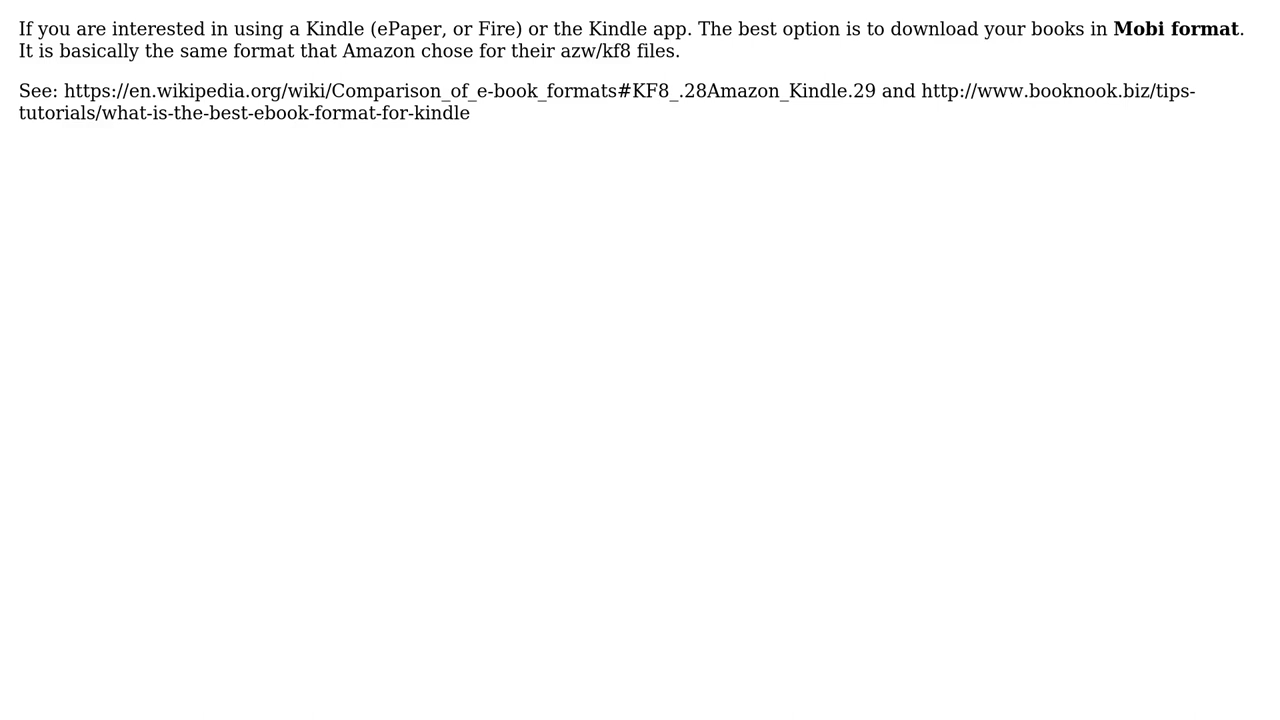 If you are interested in using a Kindle (ePaper, or Fire) or the Kindle app. The best option is to download your books in Mobi format.
It is basically the same format that Amazon chose for their azw/kf8 files.
See: https://en.wikipedia.org/wiki/Comparison_of_e-book_formats#KF8_.28Amazon_Kindle.29 and http://www.booknook.biz/tips-
tutorials/what-is-the-best-ebook-format-for-kindle